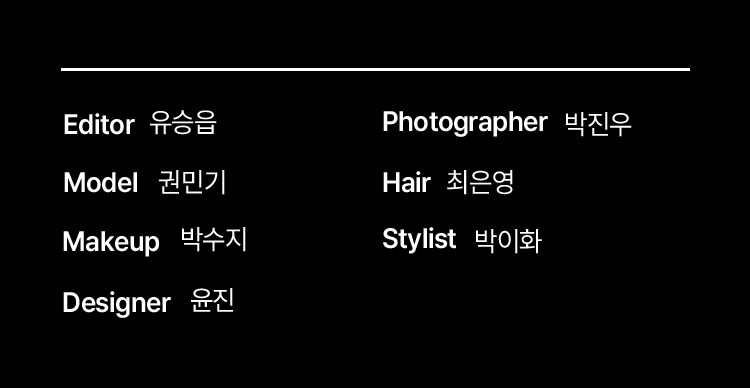 Editor 유승읍
Photographer 박진우
Model 권민기
Hair 최은영
Makeup 박수지
Stylist 박이화
Designer 윤진